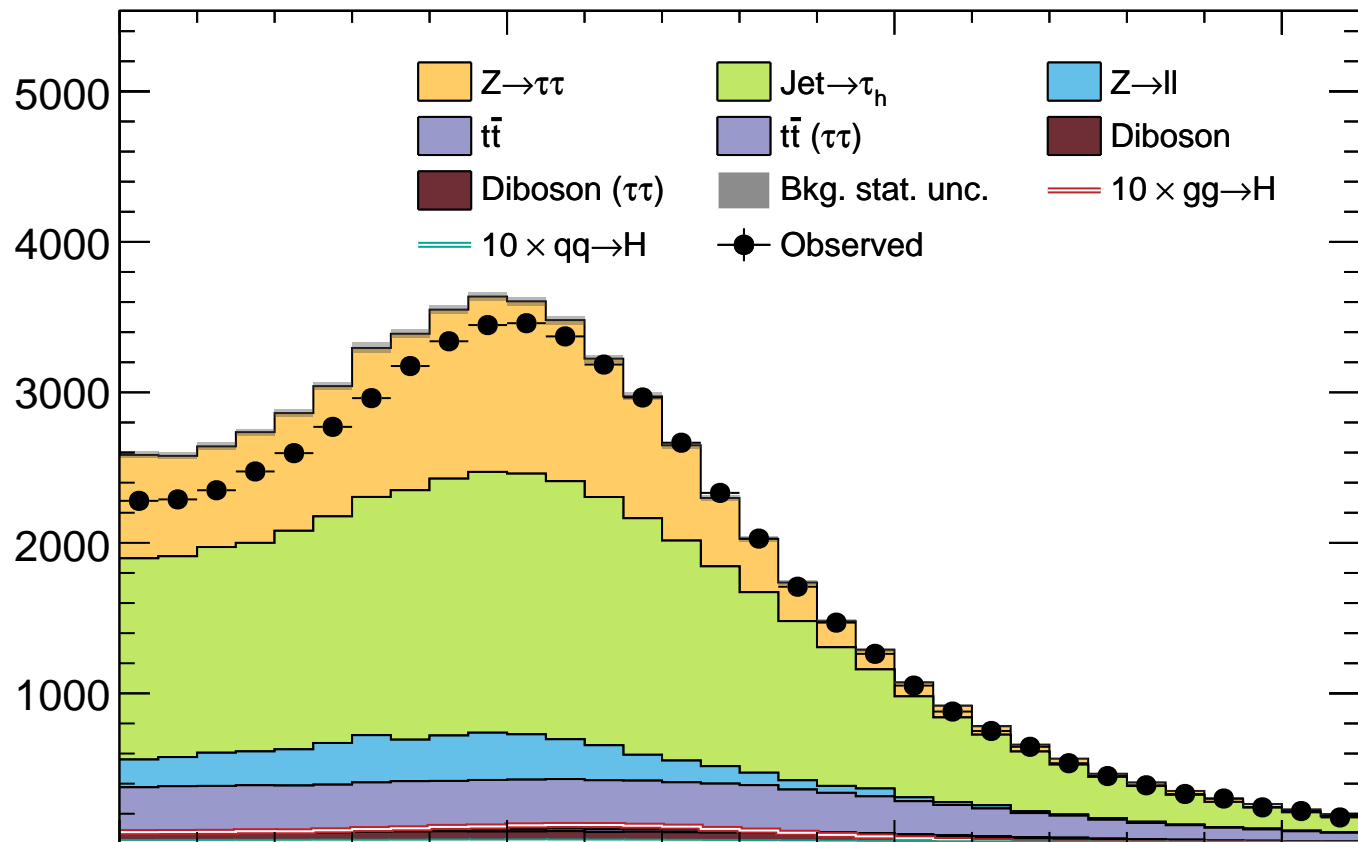 5000
4000
3000
2000
1000
Z→ττ Jet→τₕ Z→ll
tt̄ tt̄ (ττ) Diboson
Diboson (ττ) Bkg. stat. unc. 10 × gg→H
10 × qq→H Observed